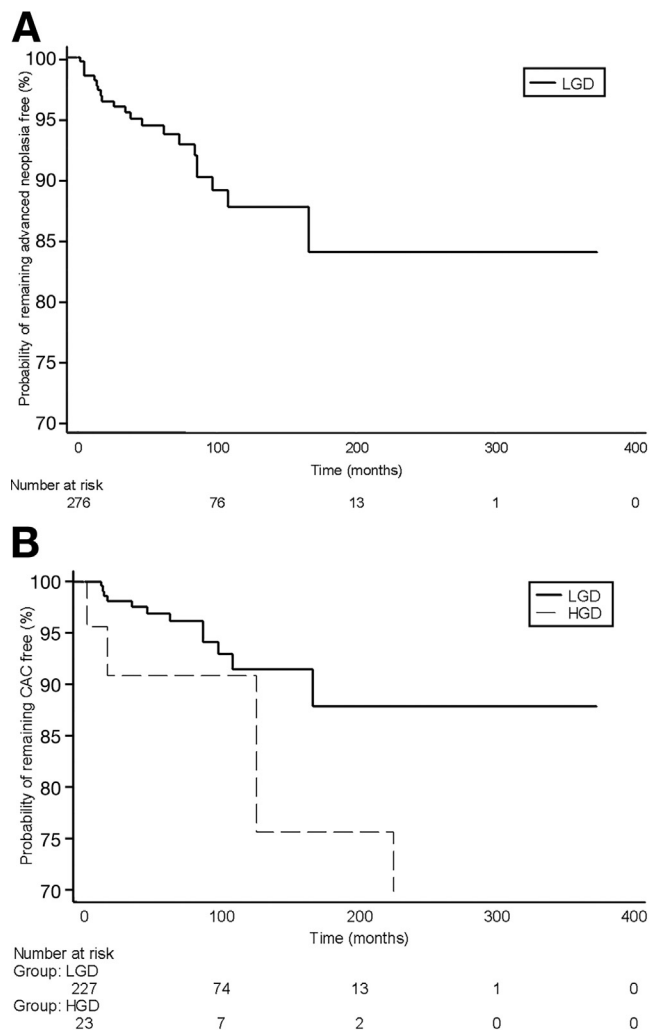 A
Probability of remaining advanced neoplasia free (%)
100
95
90
85
80
75
70
LGD
0 100 200 300 400
Time (months)
Number at risk
276 76 13 1 0
B
Probability of remaining CAC free (%)
100
95
90
85
80
75
70
LGD
HGD
0 100 200 300 400
Time (months)
Number at risk
Group: LGD
227 74 13 1 0
Group: HGD
23 7 2 0 0